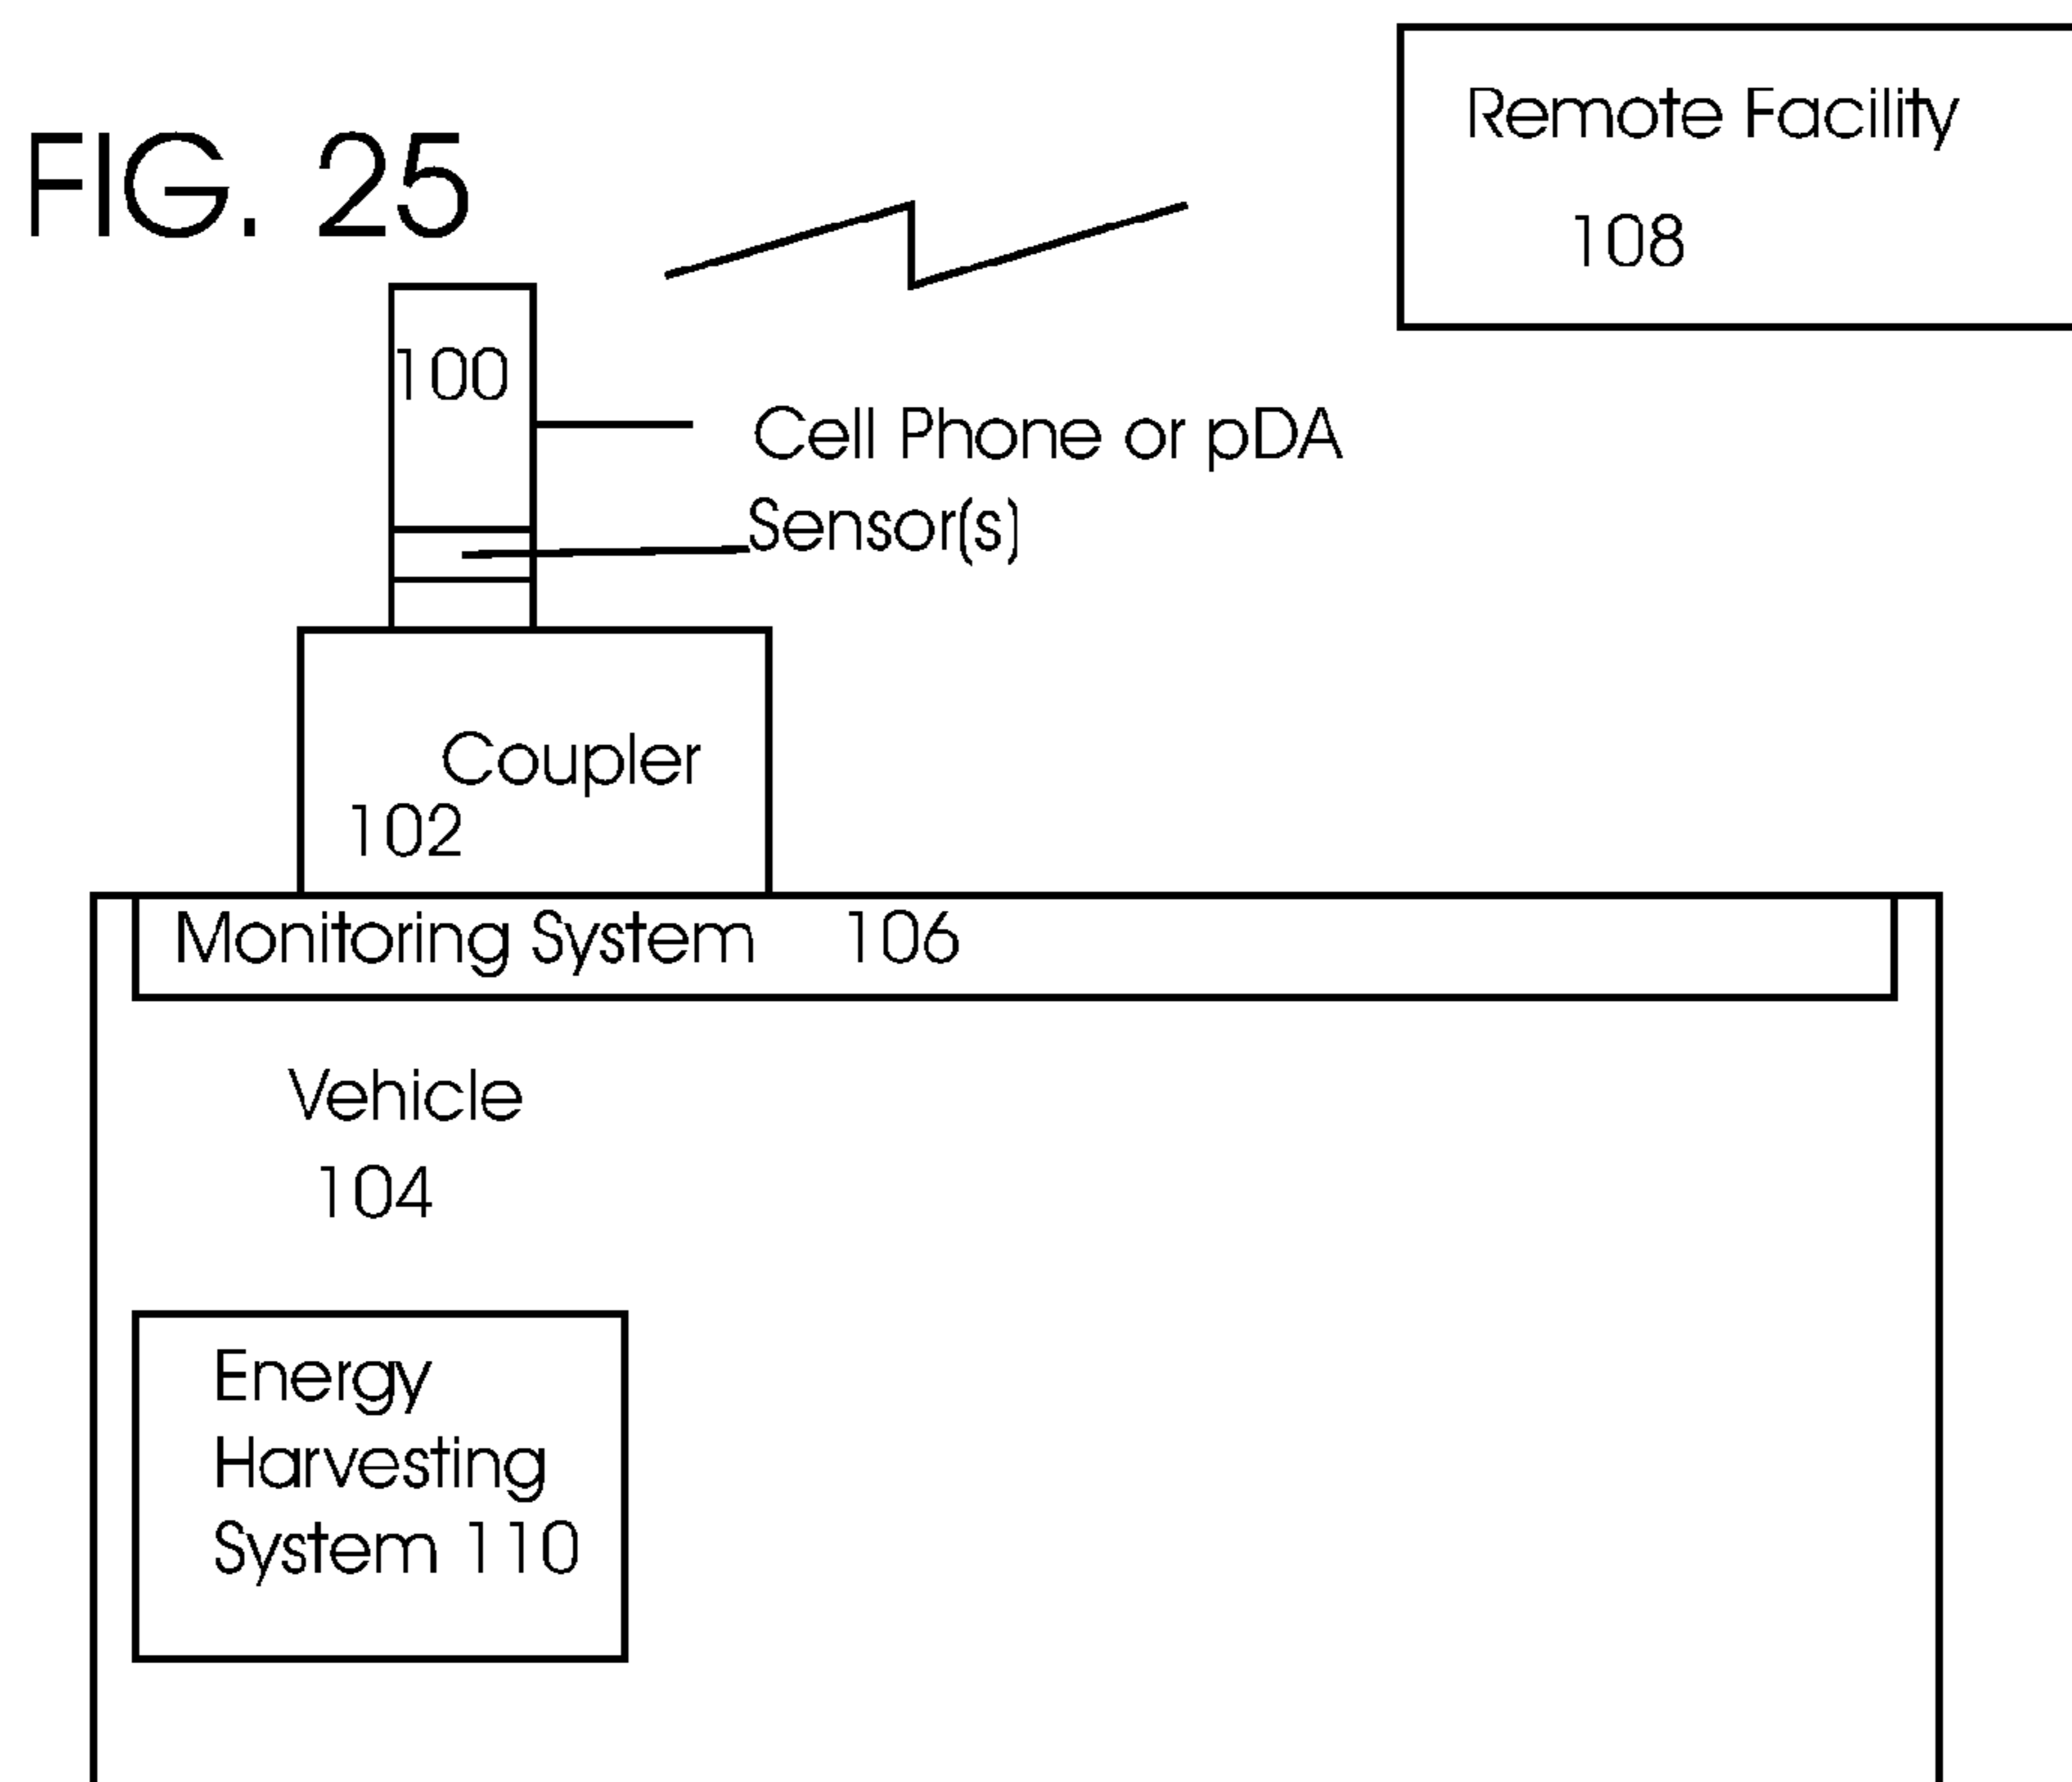 FIG. 25
Remote Facility
108
100
Cell Phone or pDA
Sensor(s)
Coupler
102
Monitoring System 106
Vehicle
104
Energy
Harvesting
System 110